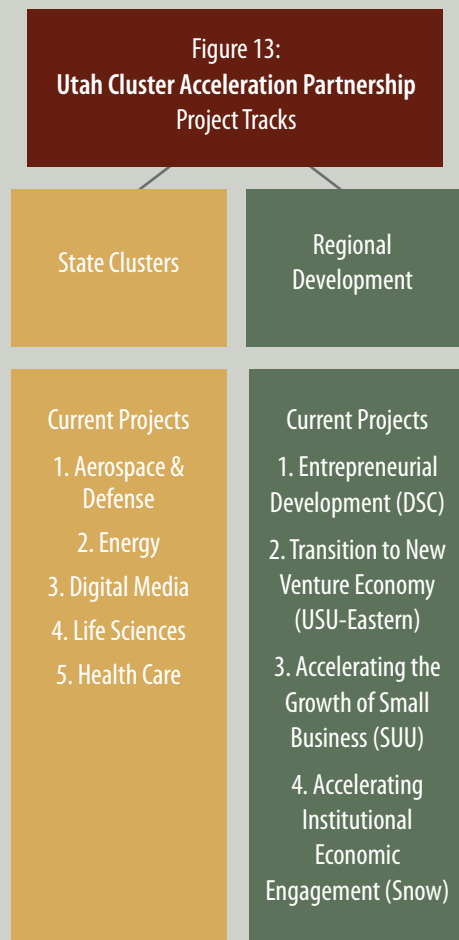 Figure 13:
Utah Cluster Acceleration Partnership
Project Tracks
State Clusters
Regional
Development
Current Projects
1. Aerospace &
Defense
2. Energy
3. Digital Media
4. Life Sciences
5. Health Care
Current Projects
1. Entrepreneurial
Development (DSC)
2. Transition to New
Venture Economy
(USU-Eastern)
3. Accelerating the
Growth of Small
Business (SUU)
4. Accelerating
Institutional
Economic
Engagement (Snow)